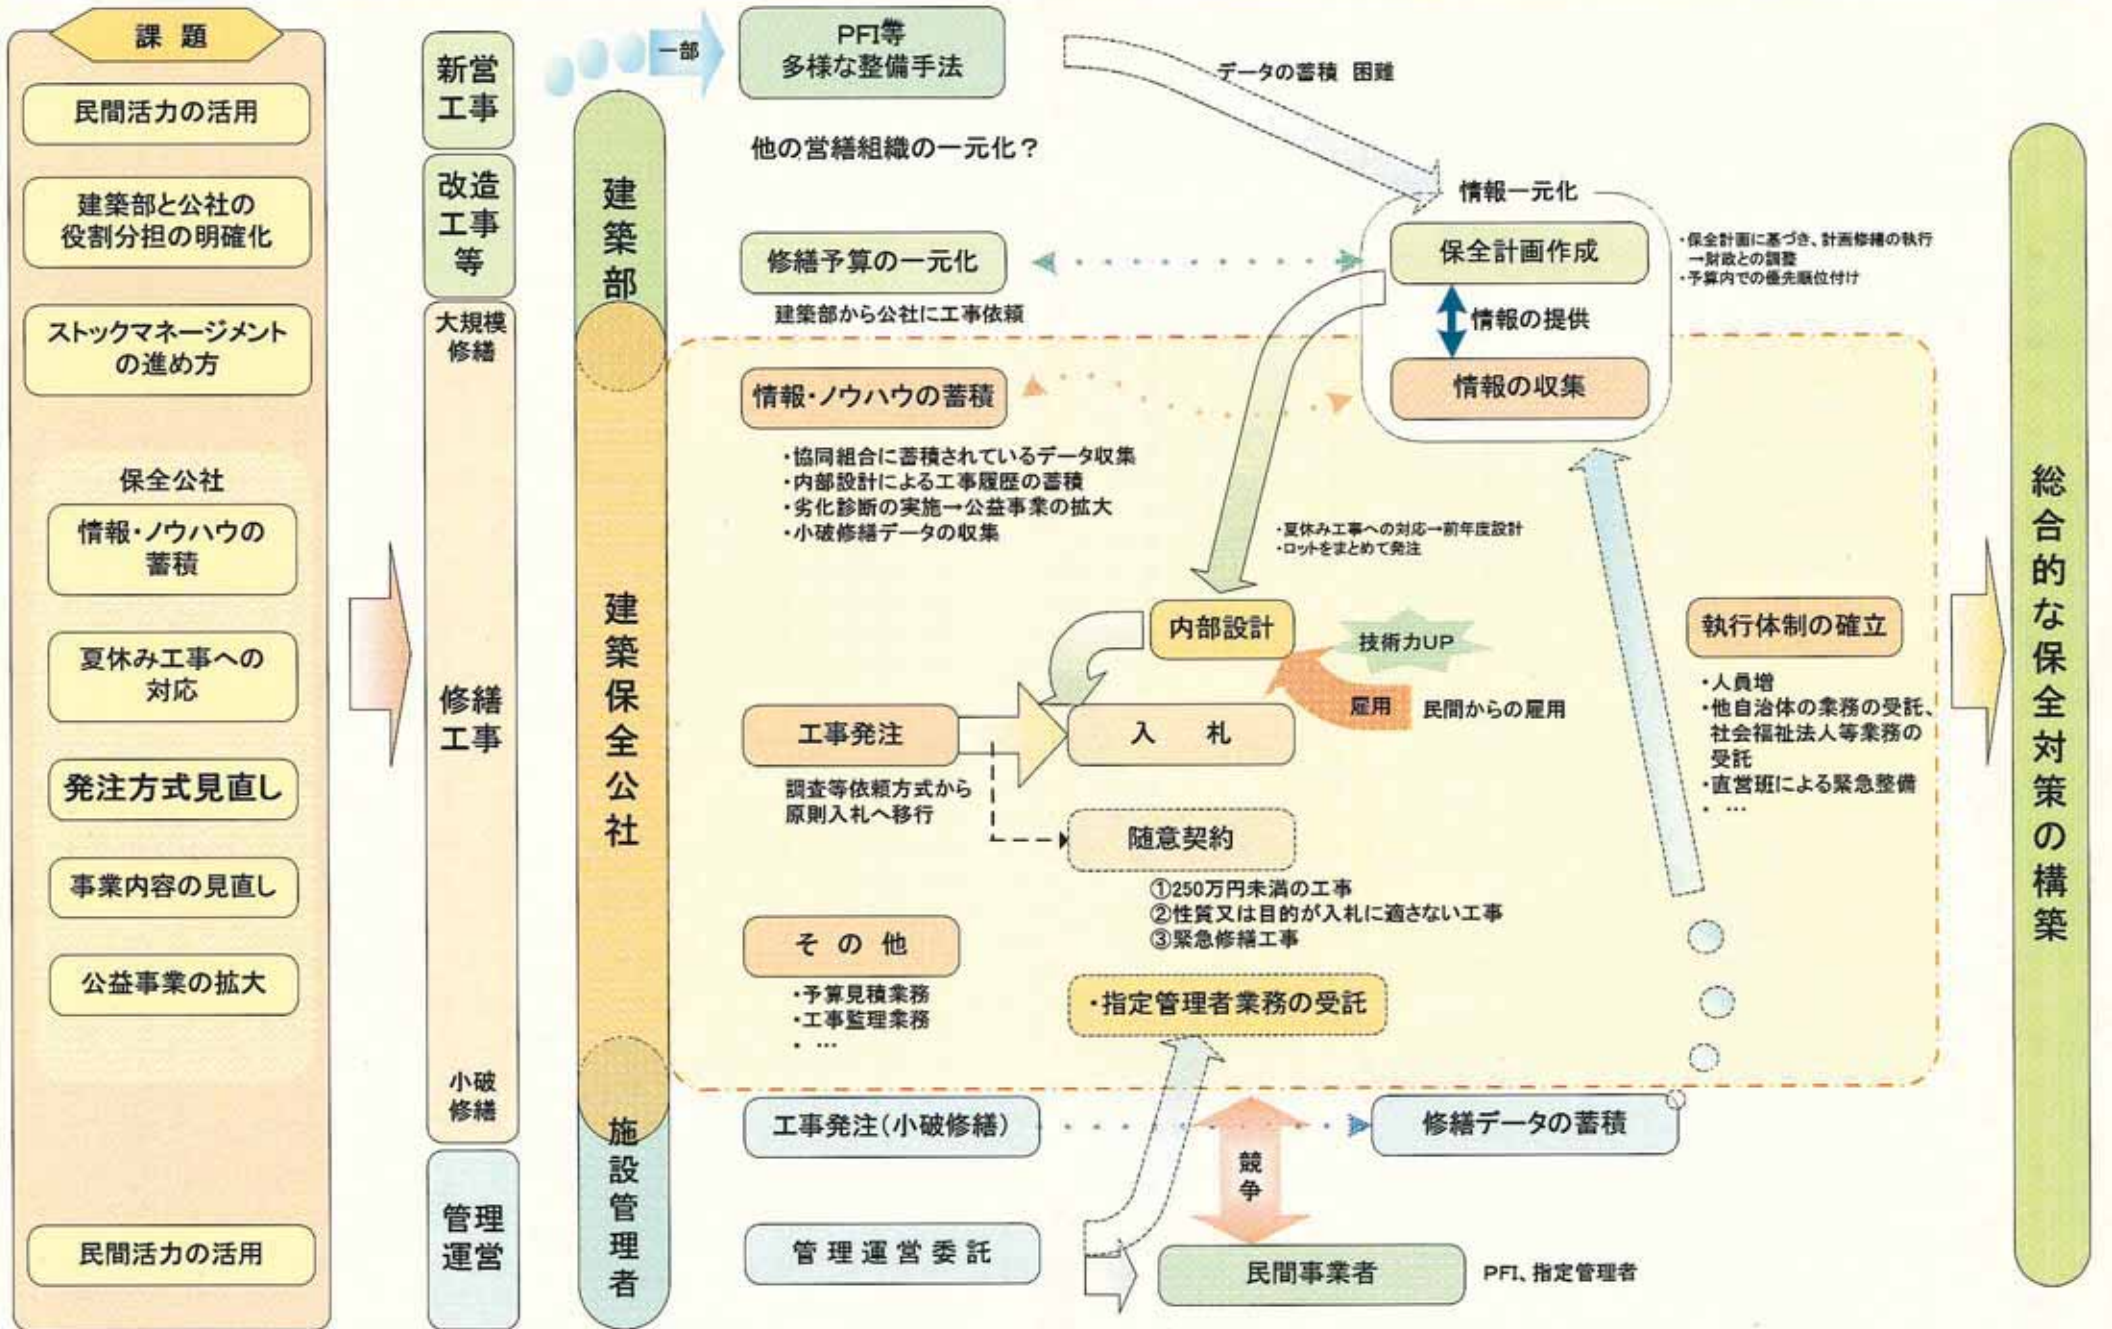 課題
民間活力の活用
建築部と公社の
役割分担の明確化
ストックマネージメント
の進め方
保全公社
情報・ノウハウの
蓄積
夏休み工事への
対応
発注方式見直し
事業内容の見直し
公益事業の拡大
民間活力の活用
新営
工事
改造
工事
等
大規模
修繕
修繕
工事
小破
修繕
管理
運営
建築部
建築保全公社
施設管理者
一部
PFI等
多様な整備手法
データの蓄積 困難
他の営繕組織の一元化？
情報一元化
修繕予算の一元化
建築部から公社に工事依頼
保全計画作成
情報の提供
情報の収集
・保全計画に基づき、計画修繕の執行
→財政との調整
・予算内での優先順位付け
情報・ノウハウの蓄積
・協同組合に蓄積されているデータ収集
・内部設計による工事履歴の蓄積
・劣化診断の実施→公益事業の拡大
・小破修繕データの収集
・夏休み工事への対応→前年度設計
・ロットをまとめて発注
内部設計
技術力UP
雇用
民間からの雇用
工事発注
入札
調査等依頼方式から
原則入札へ移行
随意契約
①250万円未満の工事
②性質又は目的が入札に適さない工事
③緊急修繕工事
執行体制の確立
・人員増
・他自治体の業務の受託、
社会福祉法人等業務の
受託
・直営班による緊急整備
・ …
その他
・予算見積業務
・工事監理業務
・ …
・指定管理者業務の受託
工事発注(小破修繕)
修繕データの蓄積
競争
管理運営委託
民間事業者
PFI、指定管理者
総合的な保全対策の構築